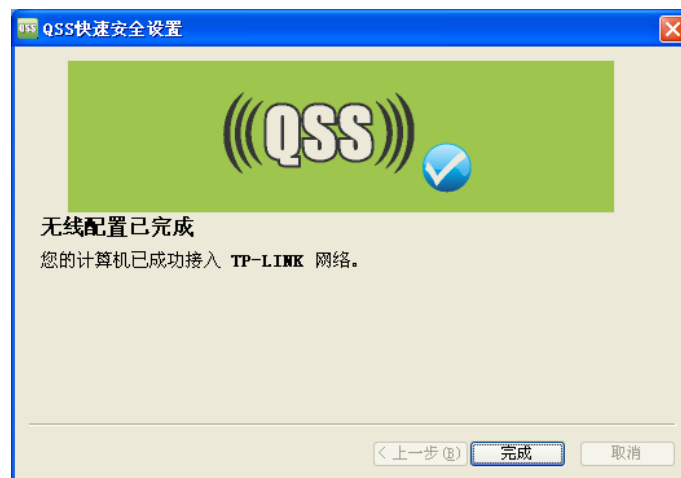 QSS QSS快速安全设置
(((QSS)))
无线配置已完成
您的计算机已成功接入 TP-LINK 网络。
<上一步(B) 完成 取消